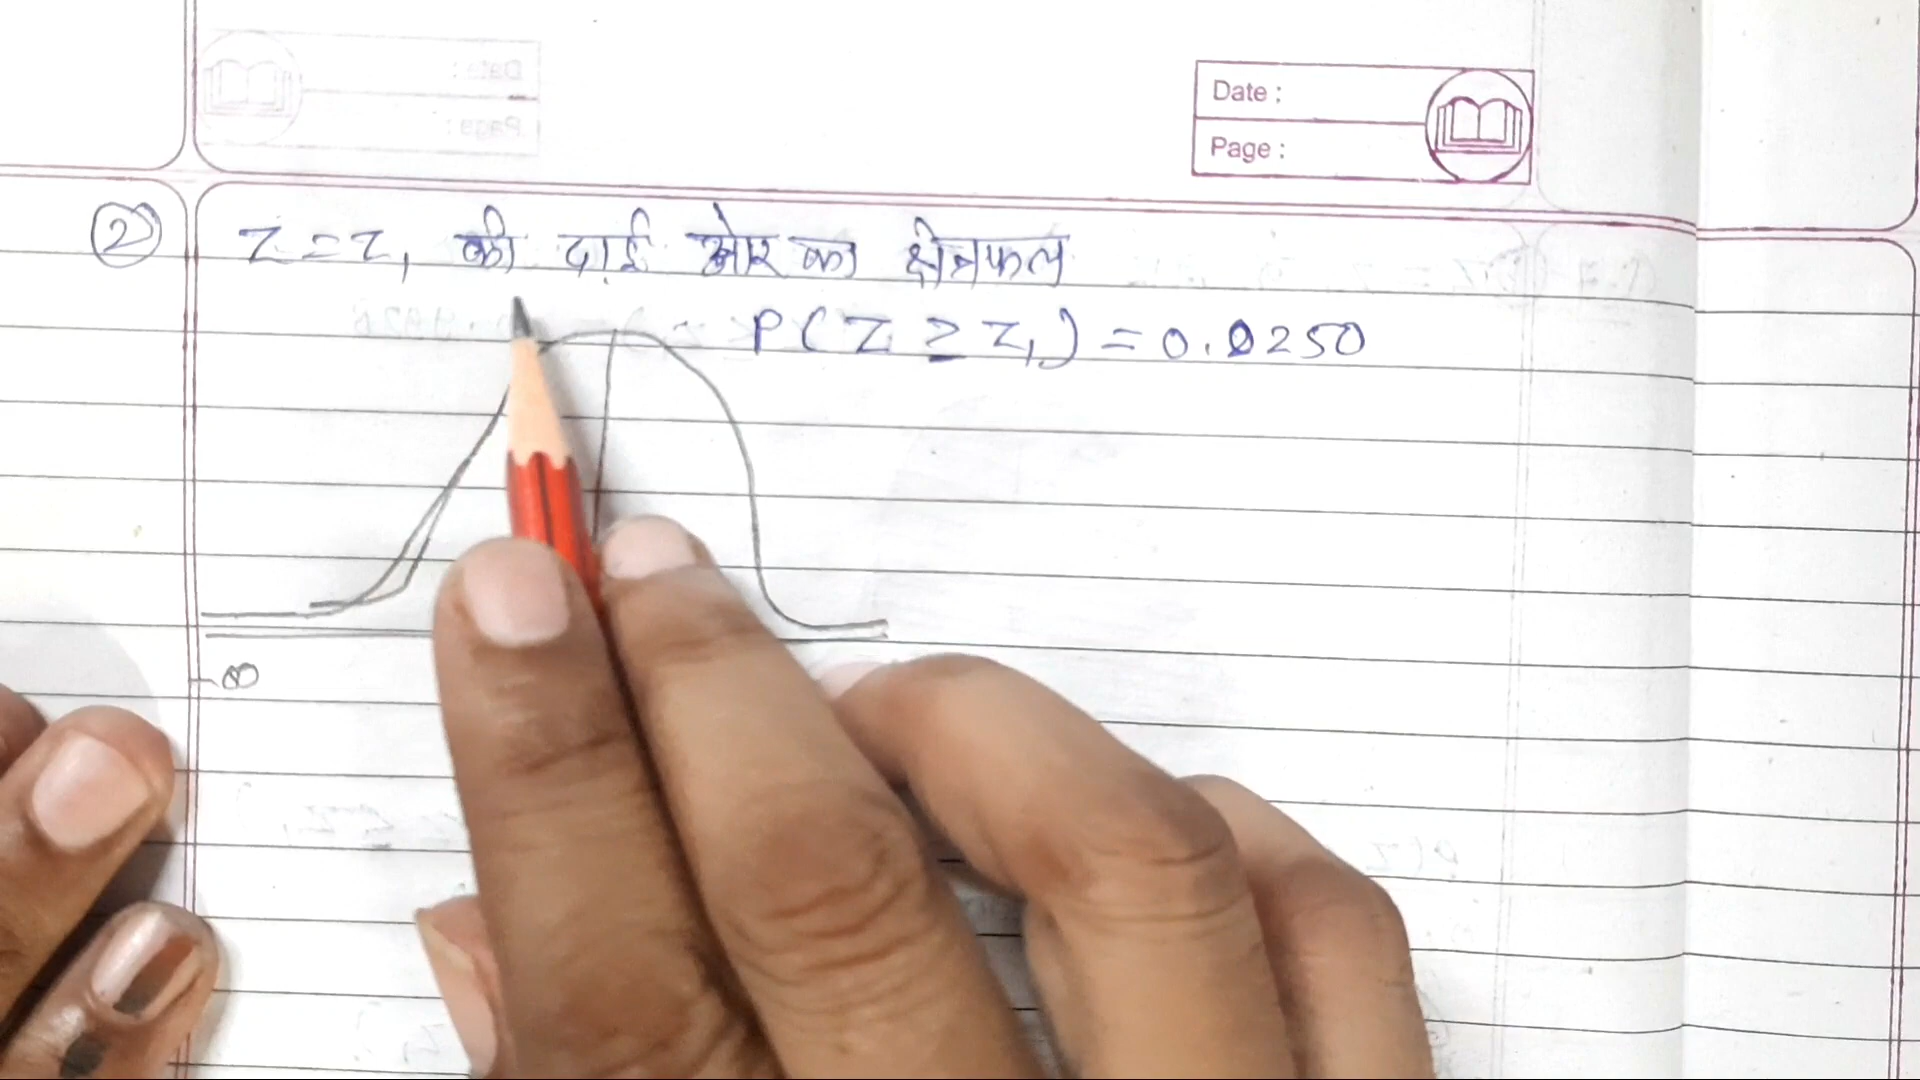 Date :
Page :
② Z = Z₁ की दाई ओर का क्षेत्रफल
P(Z ≥ Z₁) = 0.0250
-∞